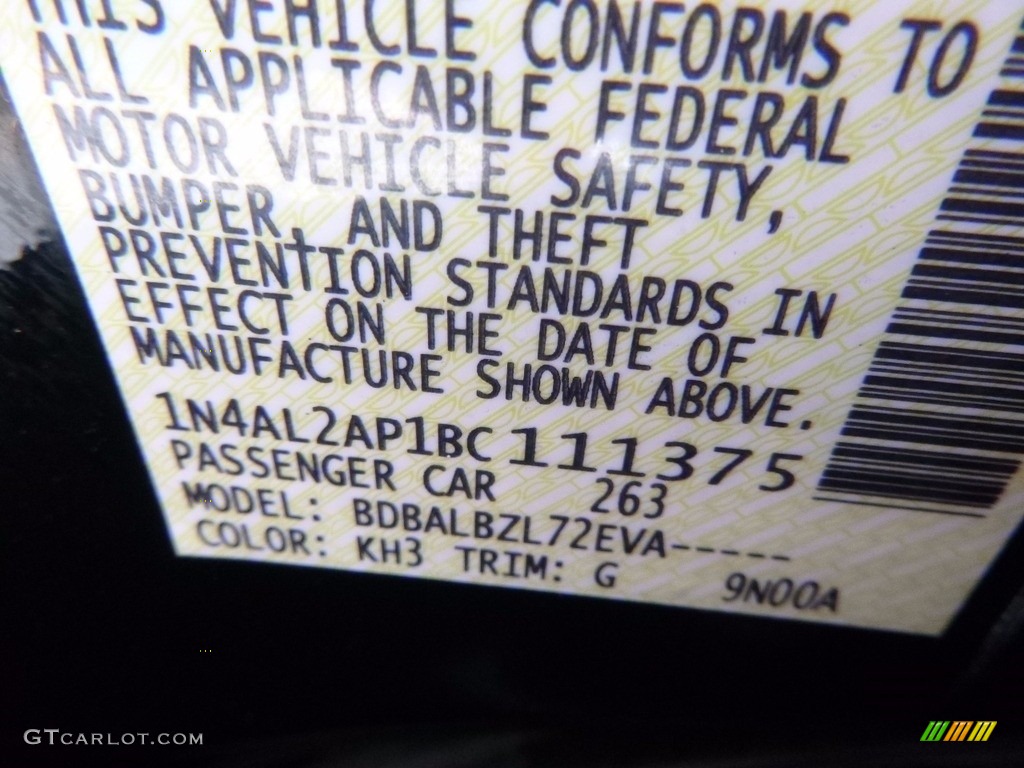 THIS VEHICLE CONFORMS TO
ALL APPLICABLE FEDERAL
MOTOR VEHICLE SAFETY,
BUMPER, AND THEFT
PREVENTION STANDARDS IN
EFFECT ON THE DATE OF
MANUFACTURE SHOWN ABOVE.
1N4AL2AP1BC111375
PASSENGER CAR 263
MODEL: BDBALBZL72EVA-----
COLOR: KH3 TRIM: G 9N00A
GTCARLOT.COM